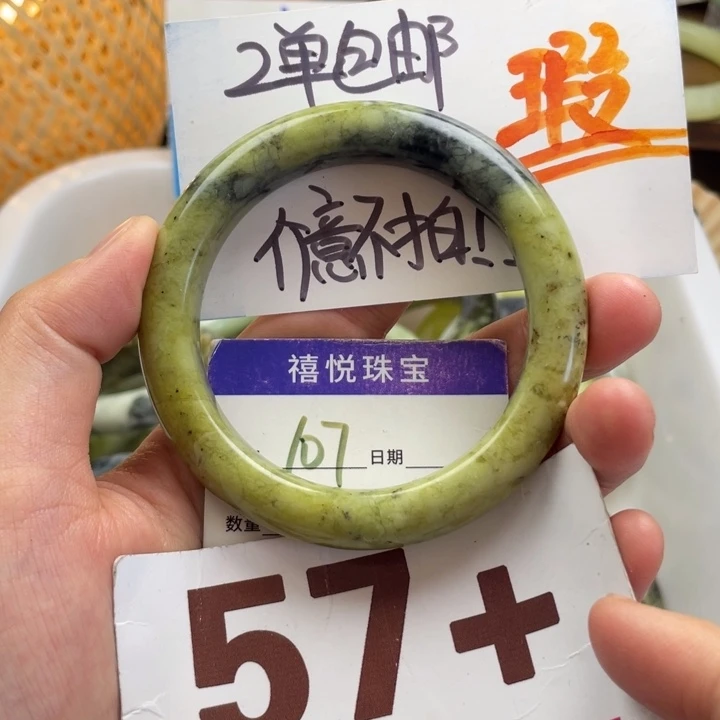 2单包邮
瑕
介意不拍!!
禧悦珠宝
107 日期
数量
57+